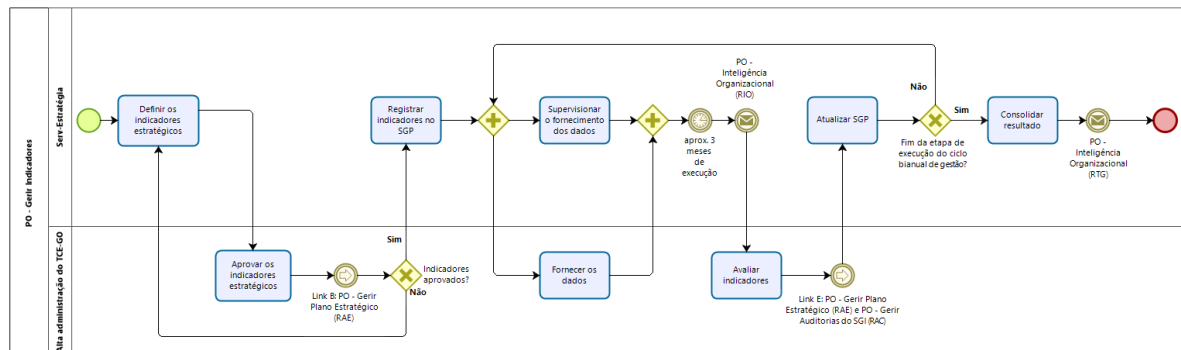 PO - Gerir Indicadores
Serv-Estratégia
Definir os
indicadores
estratégicos
Registrar
indicadores no
SGP
Supervisionar
o fornecimento
dos dados
aprox. 3
meses
de
execução
PO -
Inteligência
Organizacional
(RIO)
Atualizar SGP
Não
Sim
Fim da etapa de
execução do ciclo
bianual de gestão?
Consolidar
resultado
PO -
Inteligência
Organizacional
(RTG)
Alta administração do TCE-GO
Aprovar os
indicadores
estratégicos
Link B: PO - Gerir
Plano Estratégico
(RAE)
Sim
Indicadores
aprovados?
Não
Fornecer os
dados
Avaliar
indicadores
Link E: PO - Gerir Plano
Estratégico (RAE) e PO - Gerir
Auditorias do SGI (RAC)